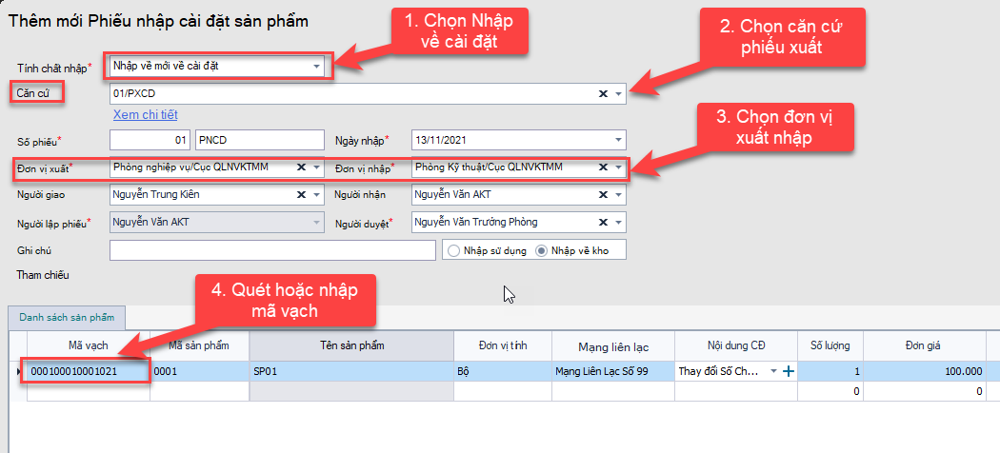 Thêm mới Phiếu nhập cài đặt sản phẩm
1. Chọn Nhập
về cài đặt
2. Chọn căn cứ
phiếu xuất
Tính chất nhập* Nhập về mới về cài đặt
Căn cứ 01/PXCD
Xem chi tiết
3. Chọn đơn vị
xuất nhập
Số phiếu* 01 PNCD Ngày nhập* 13/11/2021
Đơn vị xuất* Phòng nghiệp vụ/Cục QLNVKTMM Đơn vị nhập* Phòng Kỹ thuật/Cục QLNVKTMM
Người giao Nguyễn Trung Kiên Người nhận Nguyễn Văn AKT
Người lập phiếu* Nguyễn Văn AKT Người duyệt* Nguyễn Văn Trưởng Phòng
Ghi chú Nhập sử dụng Nhập về kho
Tham chiếu
4. Quét hoặc nhập
mã vạch
Danh sách sản phẩm
Mã vạch Mã sản phẩm Tên sản phẩm Đơn vị tính Mạng liên lạc Nội dung CĐ Số lượng Đơn giá
000100010001021 0001 SP01 Bộ Mạng Liên Lạc Số 99 Thay đổi Số Ch... 1 100.000
0 0